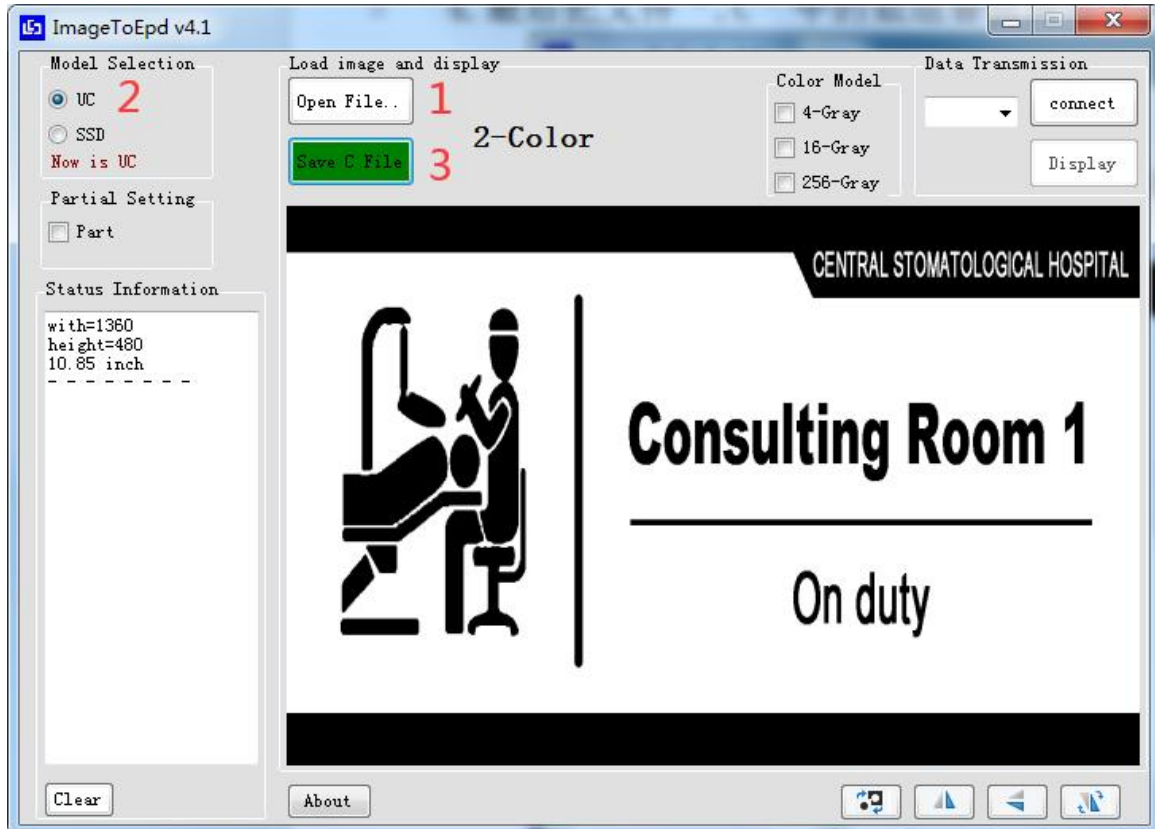 ImageToEpd v4.1
Model Selection
UC 2
SSD
Now is UC
Partial Setting
Part
Status Information
with=1360
height=480
10.85 inch
- - - - - - - -
Clear
Load image and display
Open File.. 1
Save C File 3
2-Color
Color Model
4-Gray
16-Gray
256-Gray
Data Transmission
connect
Display
CENTRAL STOMATOLOGICAL HOSPITAL
Consulting Room 1
On duty
About